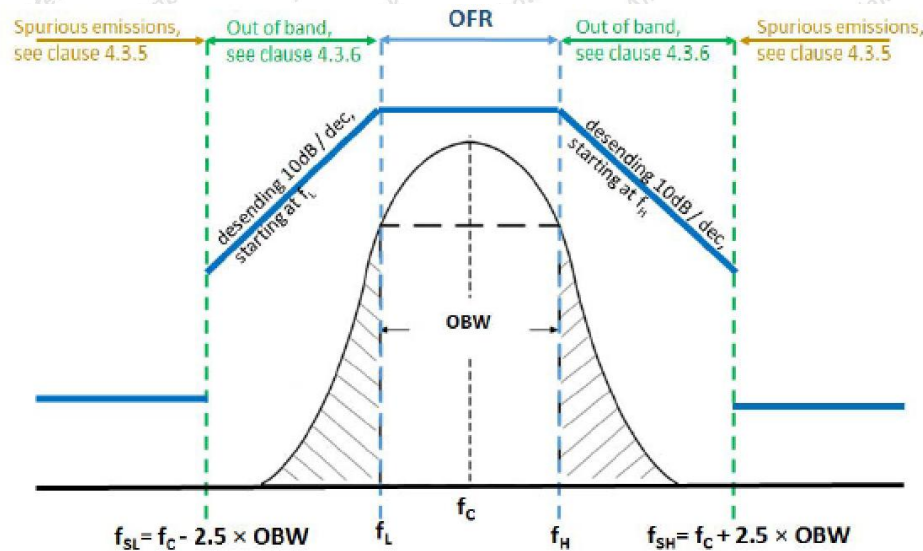 Spurious emissions,
see clause 4.3.5
Out of band,
see clause 4.3.6
OFR
Out of band,
see clause 4.3.6
Spurious emissions,
see clause 4.3.5
desending 10dB / dec,
starting at fL
desending 10dB / dec,
starting at fH
OBW
fSL= fC - 2.5 × OBW
fL
fC
fH
fSH= fC + 2.5 × OBW